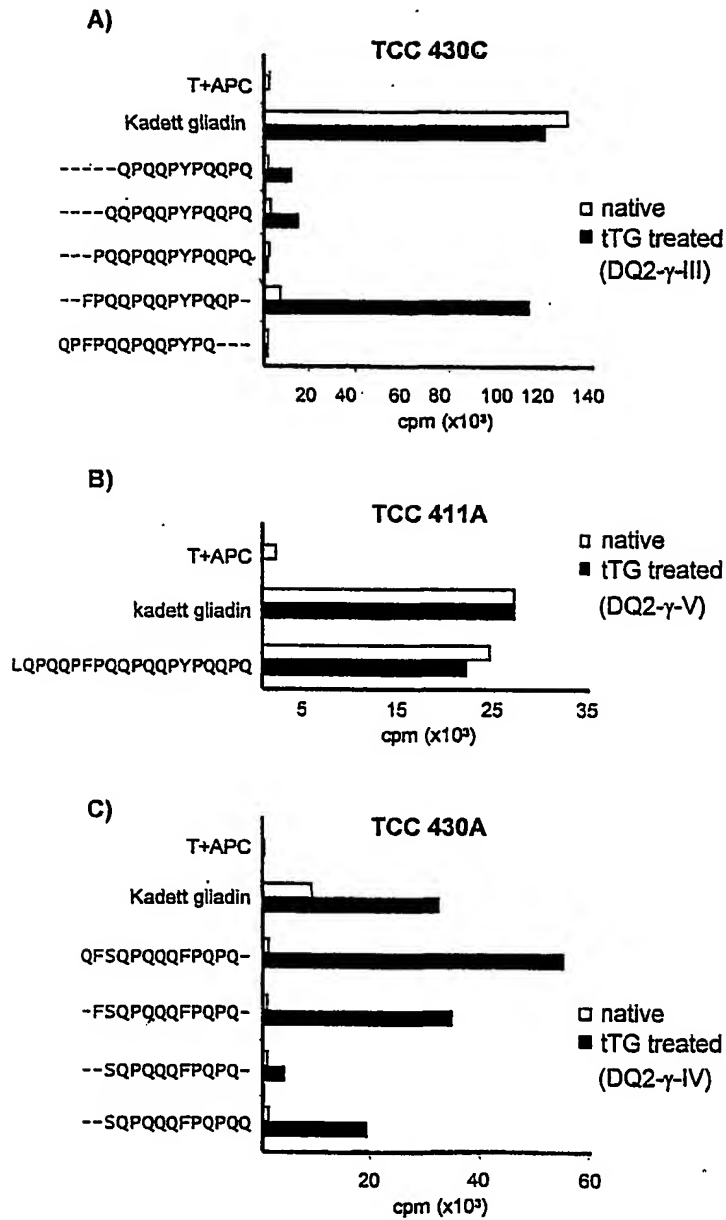 A)
TCC 430C
T+APC
Kadett gliadin
-----QPQQPYPQQPQ
----QQPQQPYPQQPQ
---PQQPQQPYPQQPQ
--FPQQPQQPYPQQP-
QPFPQQPQQPYPQ---
□ native
■ tTG treated
(DQ2-γ-III)
20 40 60 80 100 120 140
cpm (x10³)
B)
TCC 411A
T+APC
kadett gliadin
LQPQQPFPQQPQQPYPQQPQ
□ native
■ tTG treated
(DQ2-γ-V)
5 15 25 35
cpm (x10³)
C)
TCC 430A
T+APC
Kadett gliadin
QFSQPQQQFPQPQ-
-FSQPQQQFPQPQ-
--SQPQQQFPQPQ-
--SQPQQQFPQPQQ
□ native
■ tTG treated
(DQ2-γ-IV)
20 40 60
cpm (x10³)